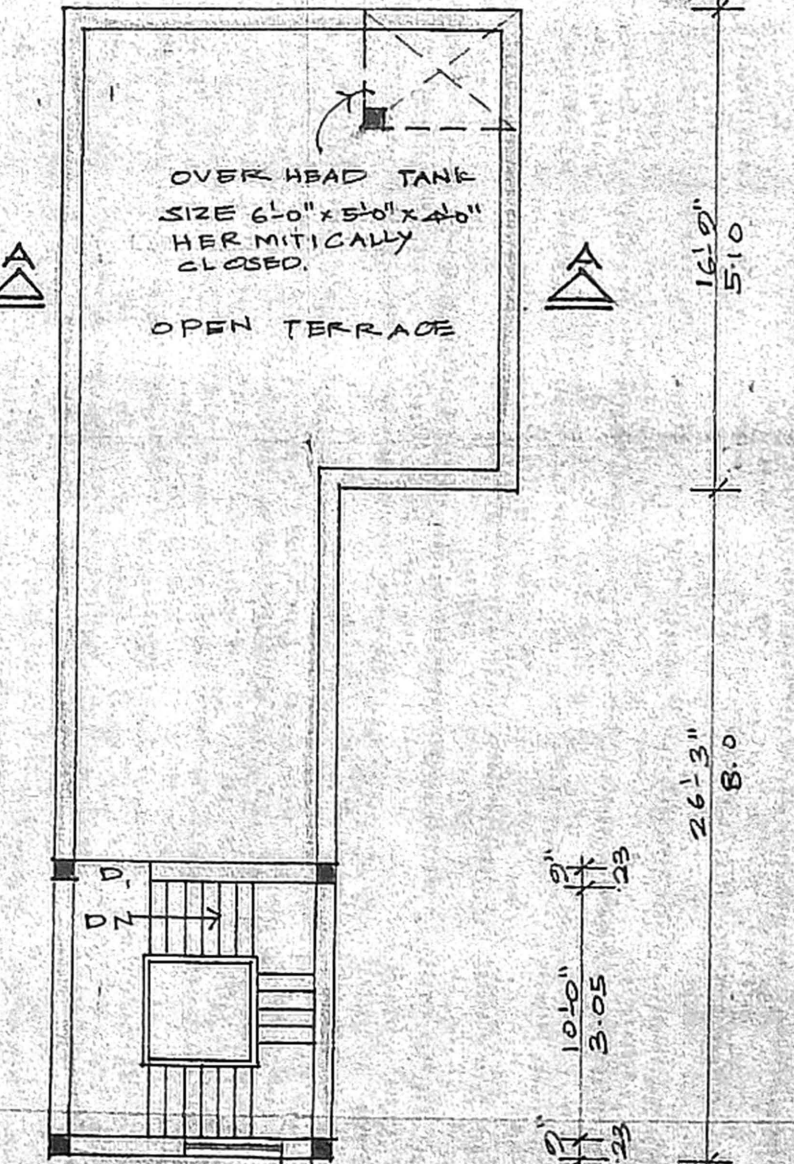 OVER HEAD TANK
SIZE 6'-0" x 5'-0" x 4'-0"
HERMITICALLY
CLOSED.
A
A
OPEN TERRACE
16'-9"
5.10
26'-3"
8.0
D
DN
9"
.23
10'-0"
3.05
9"
.23